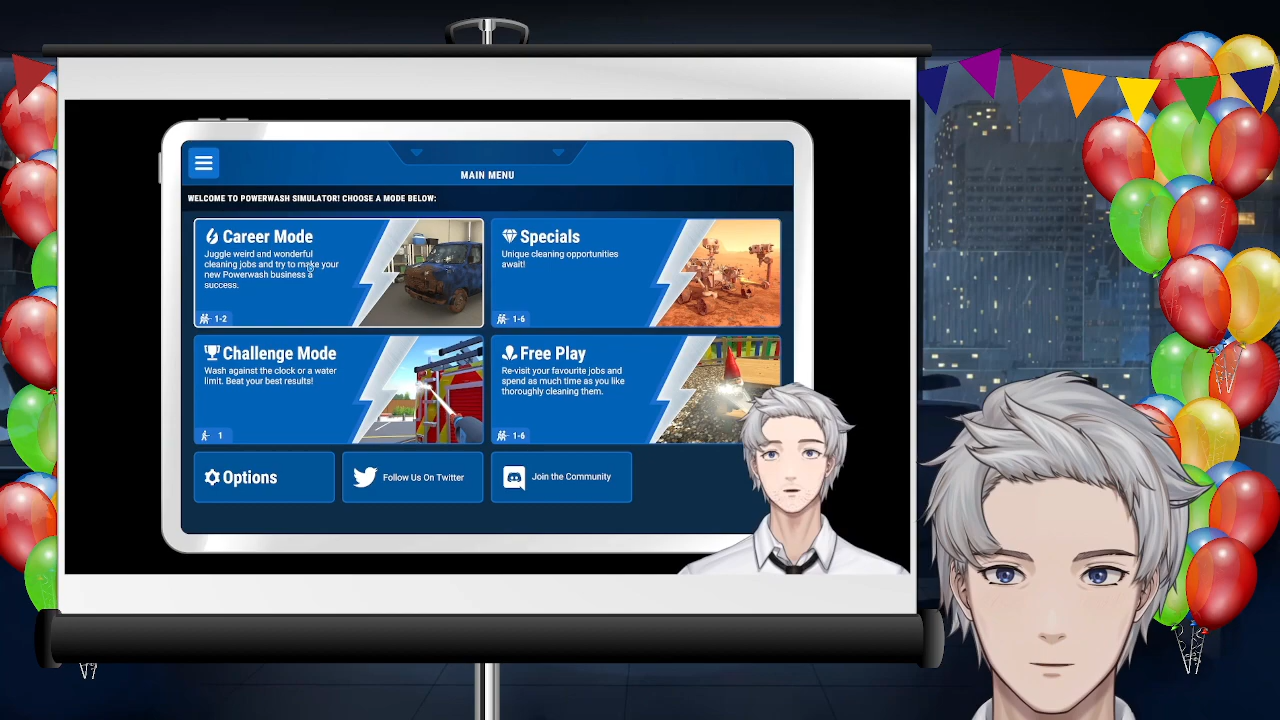 MAIN MENU
WELCOME TO POWERWASH SIMULATOR! CHOOSE A MODE BELOW:
Career Mode
Juggle weird and wonderful
cleaning jobs and try to make your
new Powerwash business a
success.
1-2
Specials
Unique cleaning opportunities
await!
1-6
Challenge Mode
Wash against the clock or a water
limit. Beat your best results!
1
Free Play
Re-visit your favourite jobs and
spend as much time as you like
thoroughly cleaning them.
1-6
Options
Follow Us On Twitter
Join the Community